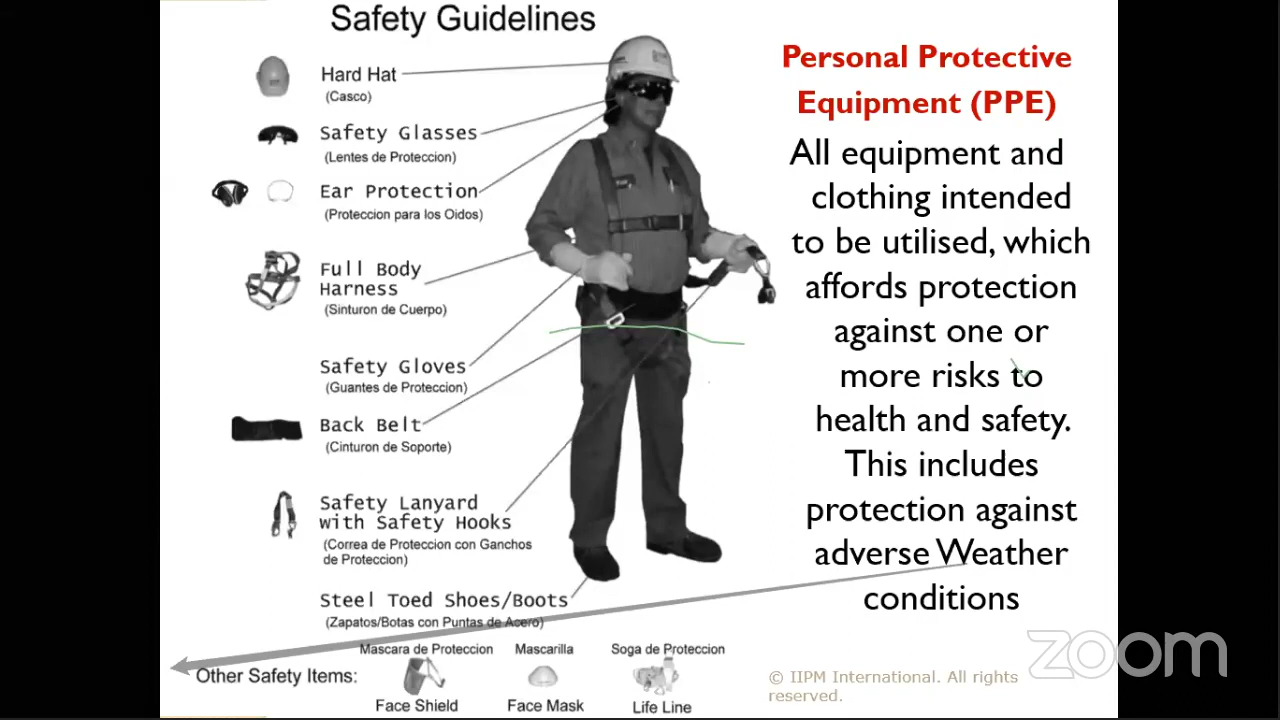 Safety Guidelines
Hard Hat
(Casco)
Safety Glasses
(Lentes de Proteccion)
Ear Protection
(Proteccion para los Oidos)
Full Body
Harness
(Sinturon de Cuerpo)
Safety Gloves
(Guantes de Proteccion)
Back Belt
(Cinturon de Soporte)
Safety Lanyard
with Safety Hooks
(Correa de Proteccion con Ganchos
de Proteccion)
Steel Toed Shoes/Boots
(Zapatos/Botas con Puntas de Acero)
Mascara de Proteccion
Mascarilla
Soga de Proteccion
Other Safety Items:
Face Shield
Face Mask
Life Line
Personal Protective
Equipment (PPE)
All equipment and
clothing intended
to be utilised, which
affords protection
against one or
more risks to
health and safety.
This includes
protection against
adverse Weather
conditions
© IIPM International. All rights
reserved.
zoom